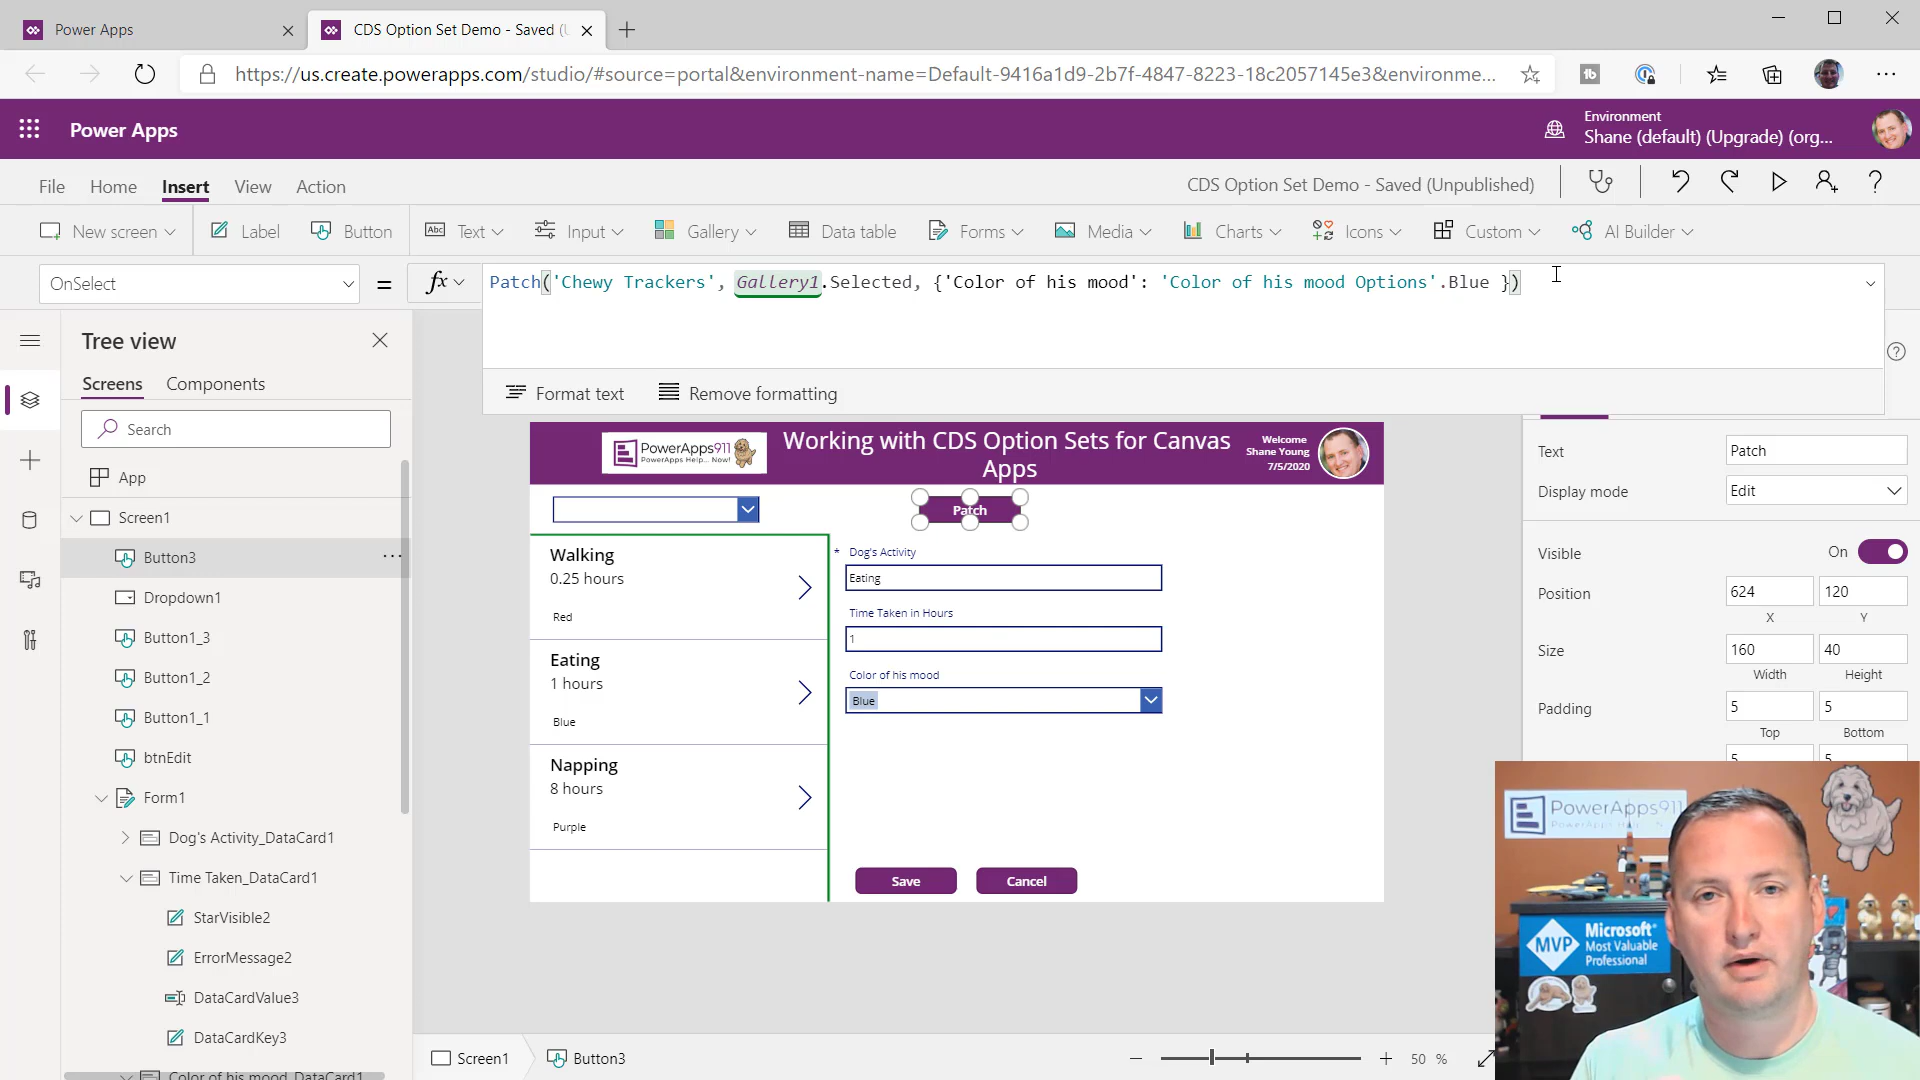 Power Apps
CDS Option Set Demo - Saved (U
https://us.create.powerapps.com/studio/#source=portal&environment-name=Default-9416a1d9-2b7f-4847-8223-18c2057145e3&environme...
Power Apps
Environment
Shane (default) (Upgrade) (org...
File Home Insert View Action
CDS Option Set Demo - Saved (Unpublished)
New screen Label Button Text Input Gallery Data table Forms Media Charts Icons Custom AI Builder
OnSelect = fx Patch('Chewy Trackers', Gallery1.Selected, {'Color of his mood': 'Color of his mood Options'.Blue })
Format text Remove formatting
Tree view
Screens Components
Search
App
Screen1
Button3
Dropdown1
Button1_3
Button1_2
Button1_1
btnEdit
Form1
Dog's Activity_DataCard1
Time Taken_DataCard1
StarVisible2
ErrorMessage2
DataCardValue3
DataCardKey3
Color of his mood_DataCard1
PowerApps911
PowerApps Help... Now!
Working with CDS Option Sets for Canvas
Apps
Welcome
Shane Young
7/5/2020
Patch
Walking
0.25 hours
Red
Eating
1 hours
Blue
Napping
8 hours
Purple
* Dog's Activity
Eating
Time Taken in Hours
1
Color of his mood
Blue
Save Cancel
Text Patch
Display mode Edit
Visible On
Position 624 120
X Y
Size 160 40
Width Height
Padding 5 5
Top Bottom
5 5
PowerApps911
MVP
Microsoft
Most Valuable
Professional
Screen1 Button3
50 %